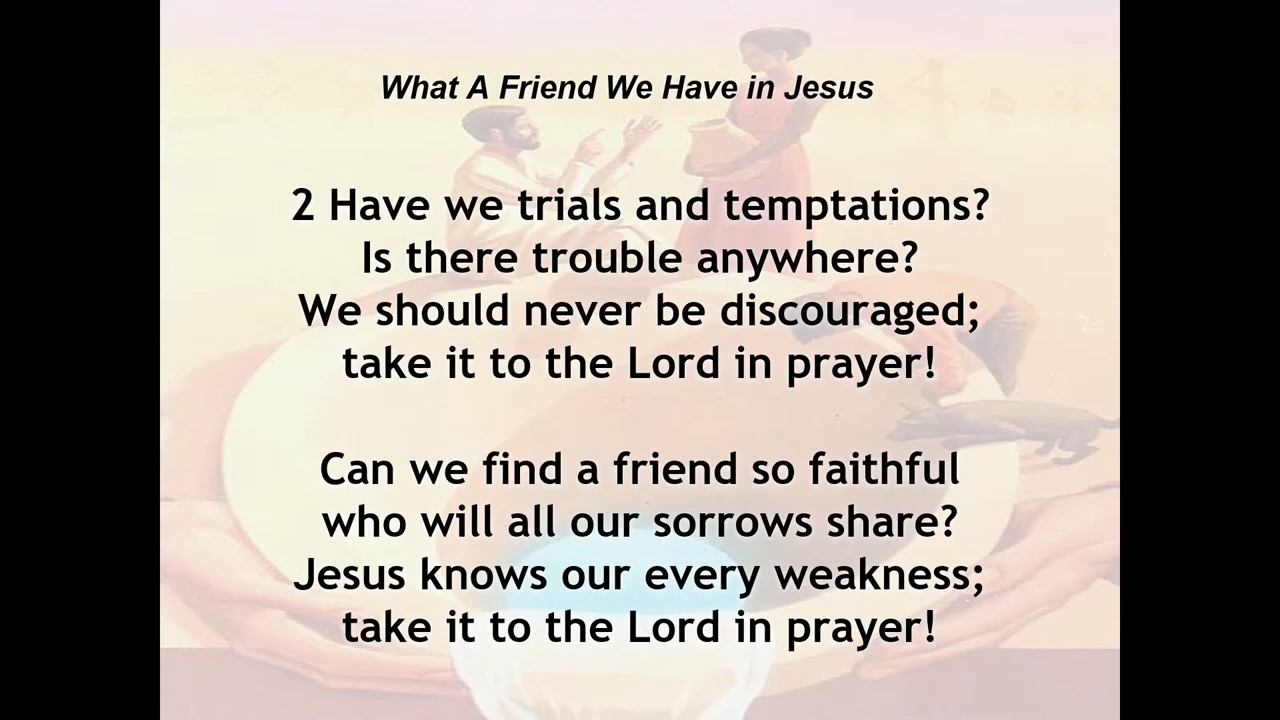 What A Friend We Have in Jesus
2 Have we trials and temptations?
Is there trouble anywhere?
We should never be discouraged;
take it to the Lord in prayer!
Can we find a friend so faithful
who will all our sorrows share?
Jesus knows our every weakness;
take it to the Lord in prayer!